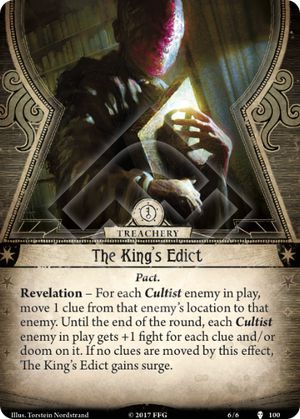 TREACHERY
The King's Edict
Pact.
Revelation – For each Cultist enemy in play,
move 1 clue from that enemy's location to that
enemy. Until the end of the round, each Cultist
enemy in play gets +1 fight for each clue and/or
doom on it. If no clues are moved by this effect,
The King's Edict gains surge.
Illus. Torstein Nordstrand © 2017 FFG 6/6 100